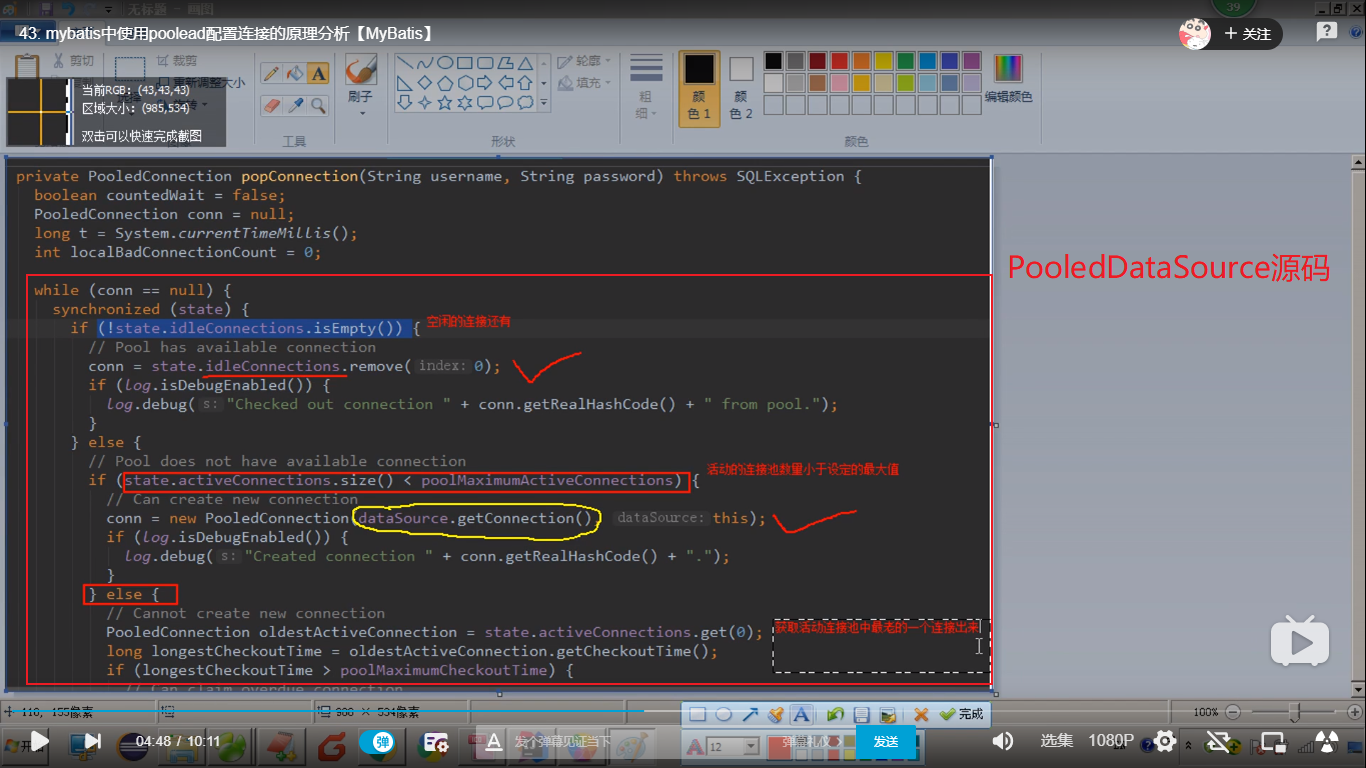 无标题 - 画图
39
43. mybatis中使用poolead配置连接的原理分析【MyBatis】
+ 关注
剪切
裁剪
重新调整大小
当前RGB：(43,43,43)
区域大小：(985,534)
双击可以快速完成截图
刷子
轮廓
填充
粗
细
颜
色 1
颜
色 2
编辑颜色
工具
形状
颜色
private PooledConnection popConnection(String username, String password) throws SQLException {
boolean countedWait = false;
PooledConnection conn = null;
long t = System.currentTimeMillis();
int localBadConnectionCount = 0;
PooledDataSource源码
while (conn == null) {
synchronized (state) {
if (!state.idleConnections.isEmpty()) { 空闲的连接还有
// Pool has available connection
conn = state.idleConnections.remove( index: 0);
if (log.isDebugEnabled()) {
log.debug( s: "Checked out connection " + conn.getRealHashCode() + " from pool.");
}
} else {
// Pool does not have available connection
if (state.activeConnections.size() < poolMaximumActiveConnections) { 活动的连接池数量小于设定的最大值
// Can create new connection
conn = new PooledConnection(dataSource.getConnection(), dataSource: this);
if (log.isDebugEnabled()) {
log.debug( s: "Created connection " + conn.getRealHashCode() + ".");
}
} else {
// Cannot create new connection
PooledConnection oldestActiveConnection = state.activeConnections.get(0); 获取活动连接池中最老的一个连接出来
long longestCheckoutTime = oldestActiveConnection.getCheckoutTime();
if (longestCheckoutTime > poolMaximumCheckoutTime) {
// Can claim overdue connection
完成
100%
04:48 / 10:11
弹
发个弹幕见证当下
12
弹幕礼仪
发送
选集
1080P